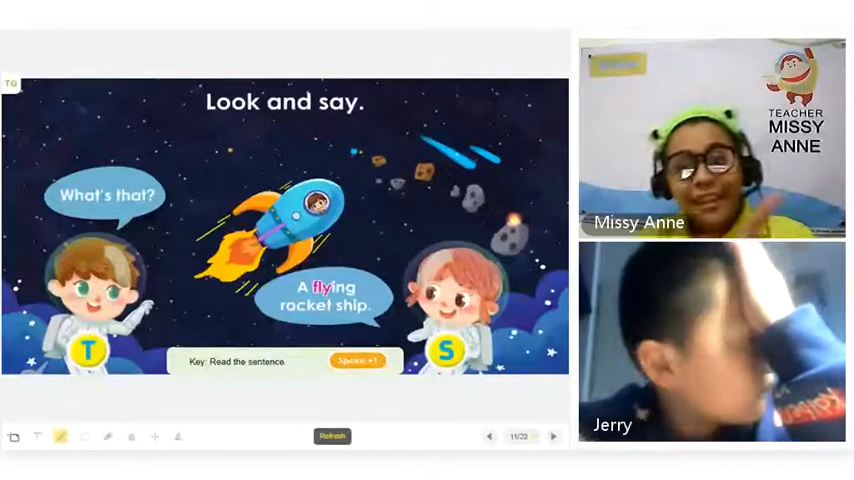 TG
Look and say.
What's that?
A flying
rocket ship.
T
S
Key: Read the sentence.
Spoke +1
Refresh
11/22
TEACHER
MISSY
ANNE
Missy Anne
Jerry